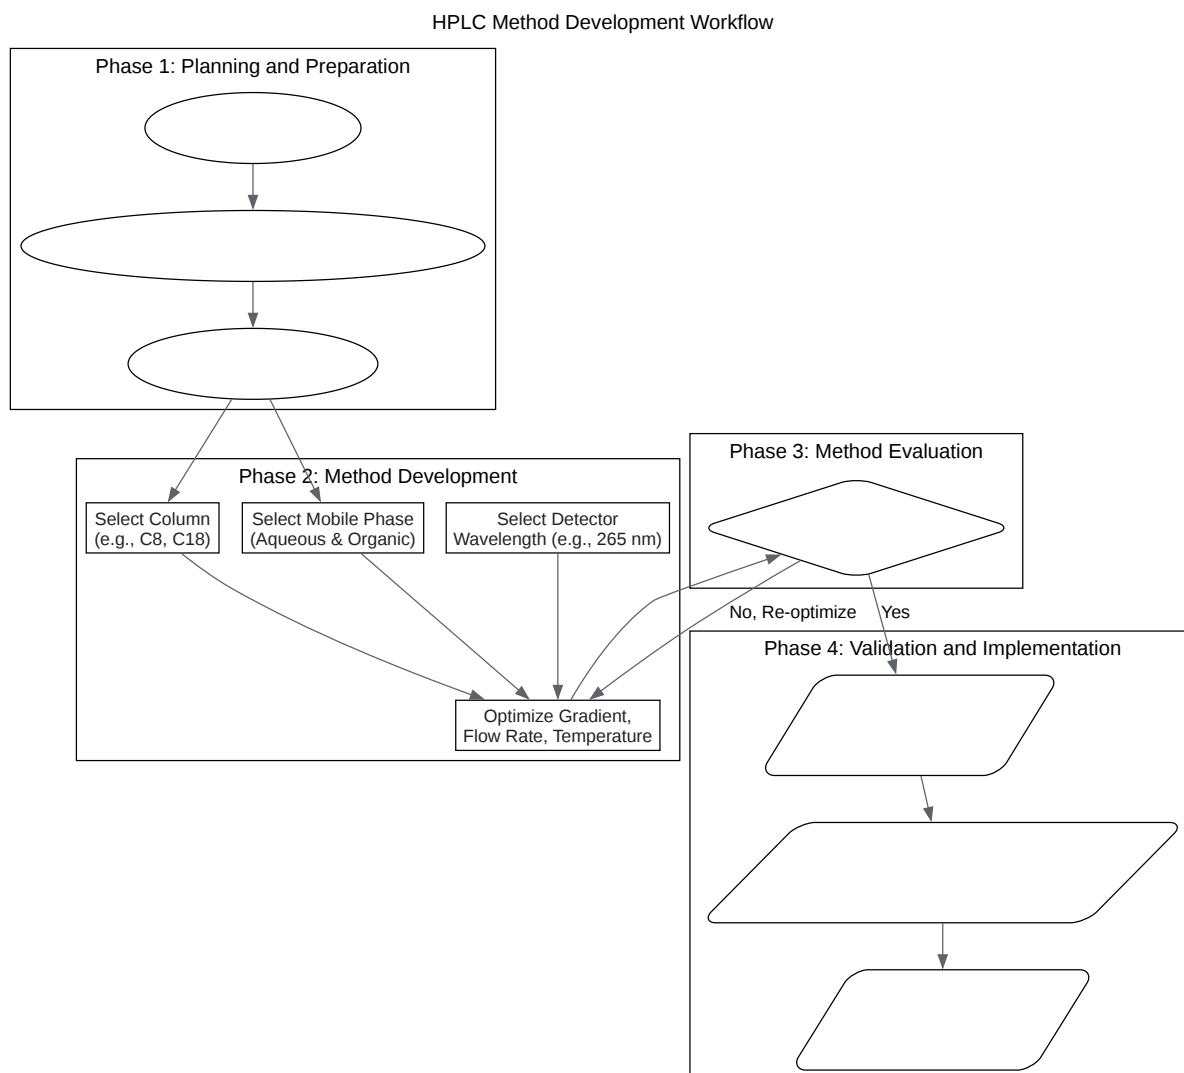 HPLC Method Development Workflow
Phase 1: Planning and Preparation
Phase 2: Method Development
Select Column
(e.g., C8, C18)
Select Mobile Phase
(Aqueous & Organic)
Select Detector
Wavelength (e.g., 265 nm)
Optimize Gradient,
Flow Rate, Temperature
Phase 3: Method Evaluation
No, Re-optimize
Yes
Phase 4: Validation and Implementation